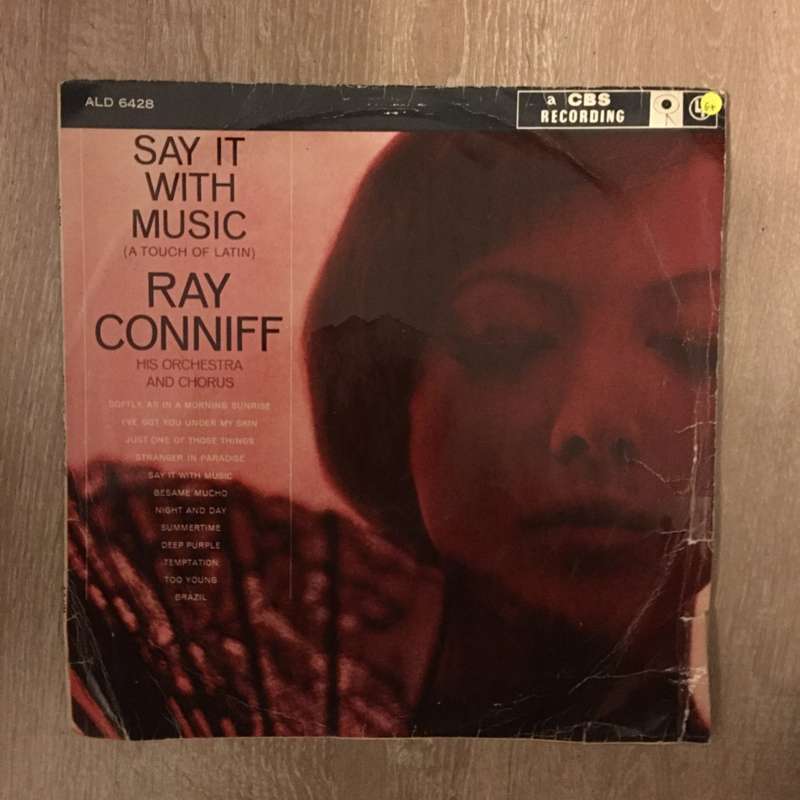 ALD 6428
a CBS
RECORDING
LP
G+
SAY IT
WITH
MUSIC
(A TOUCH OF LATIN)
RAY
CONNIFF
HIS ORCHESTRA
AND CHORUS
SOFTLY, AS IN A MORNING SUNRISE
I'VE GOT YOU UNDER MY SKIN
JUST ONE OF THOSE THINGS
STRANGER IN PARADISE
SAY IT WITH MUSIC
BESAME MUCHO
NIGHT AND DAY
SUMMERTIME
DEEP PURPLE
TEMPTATION
TOO YOUNG
BRAZIL